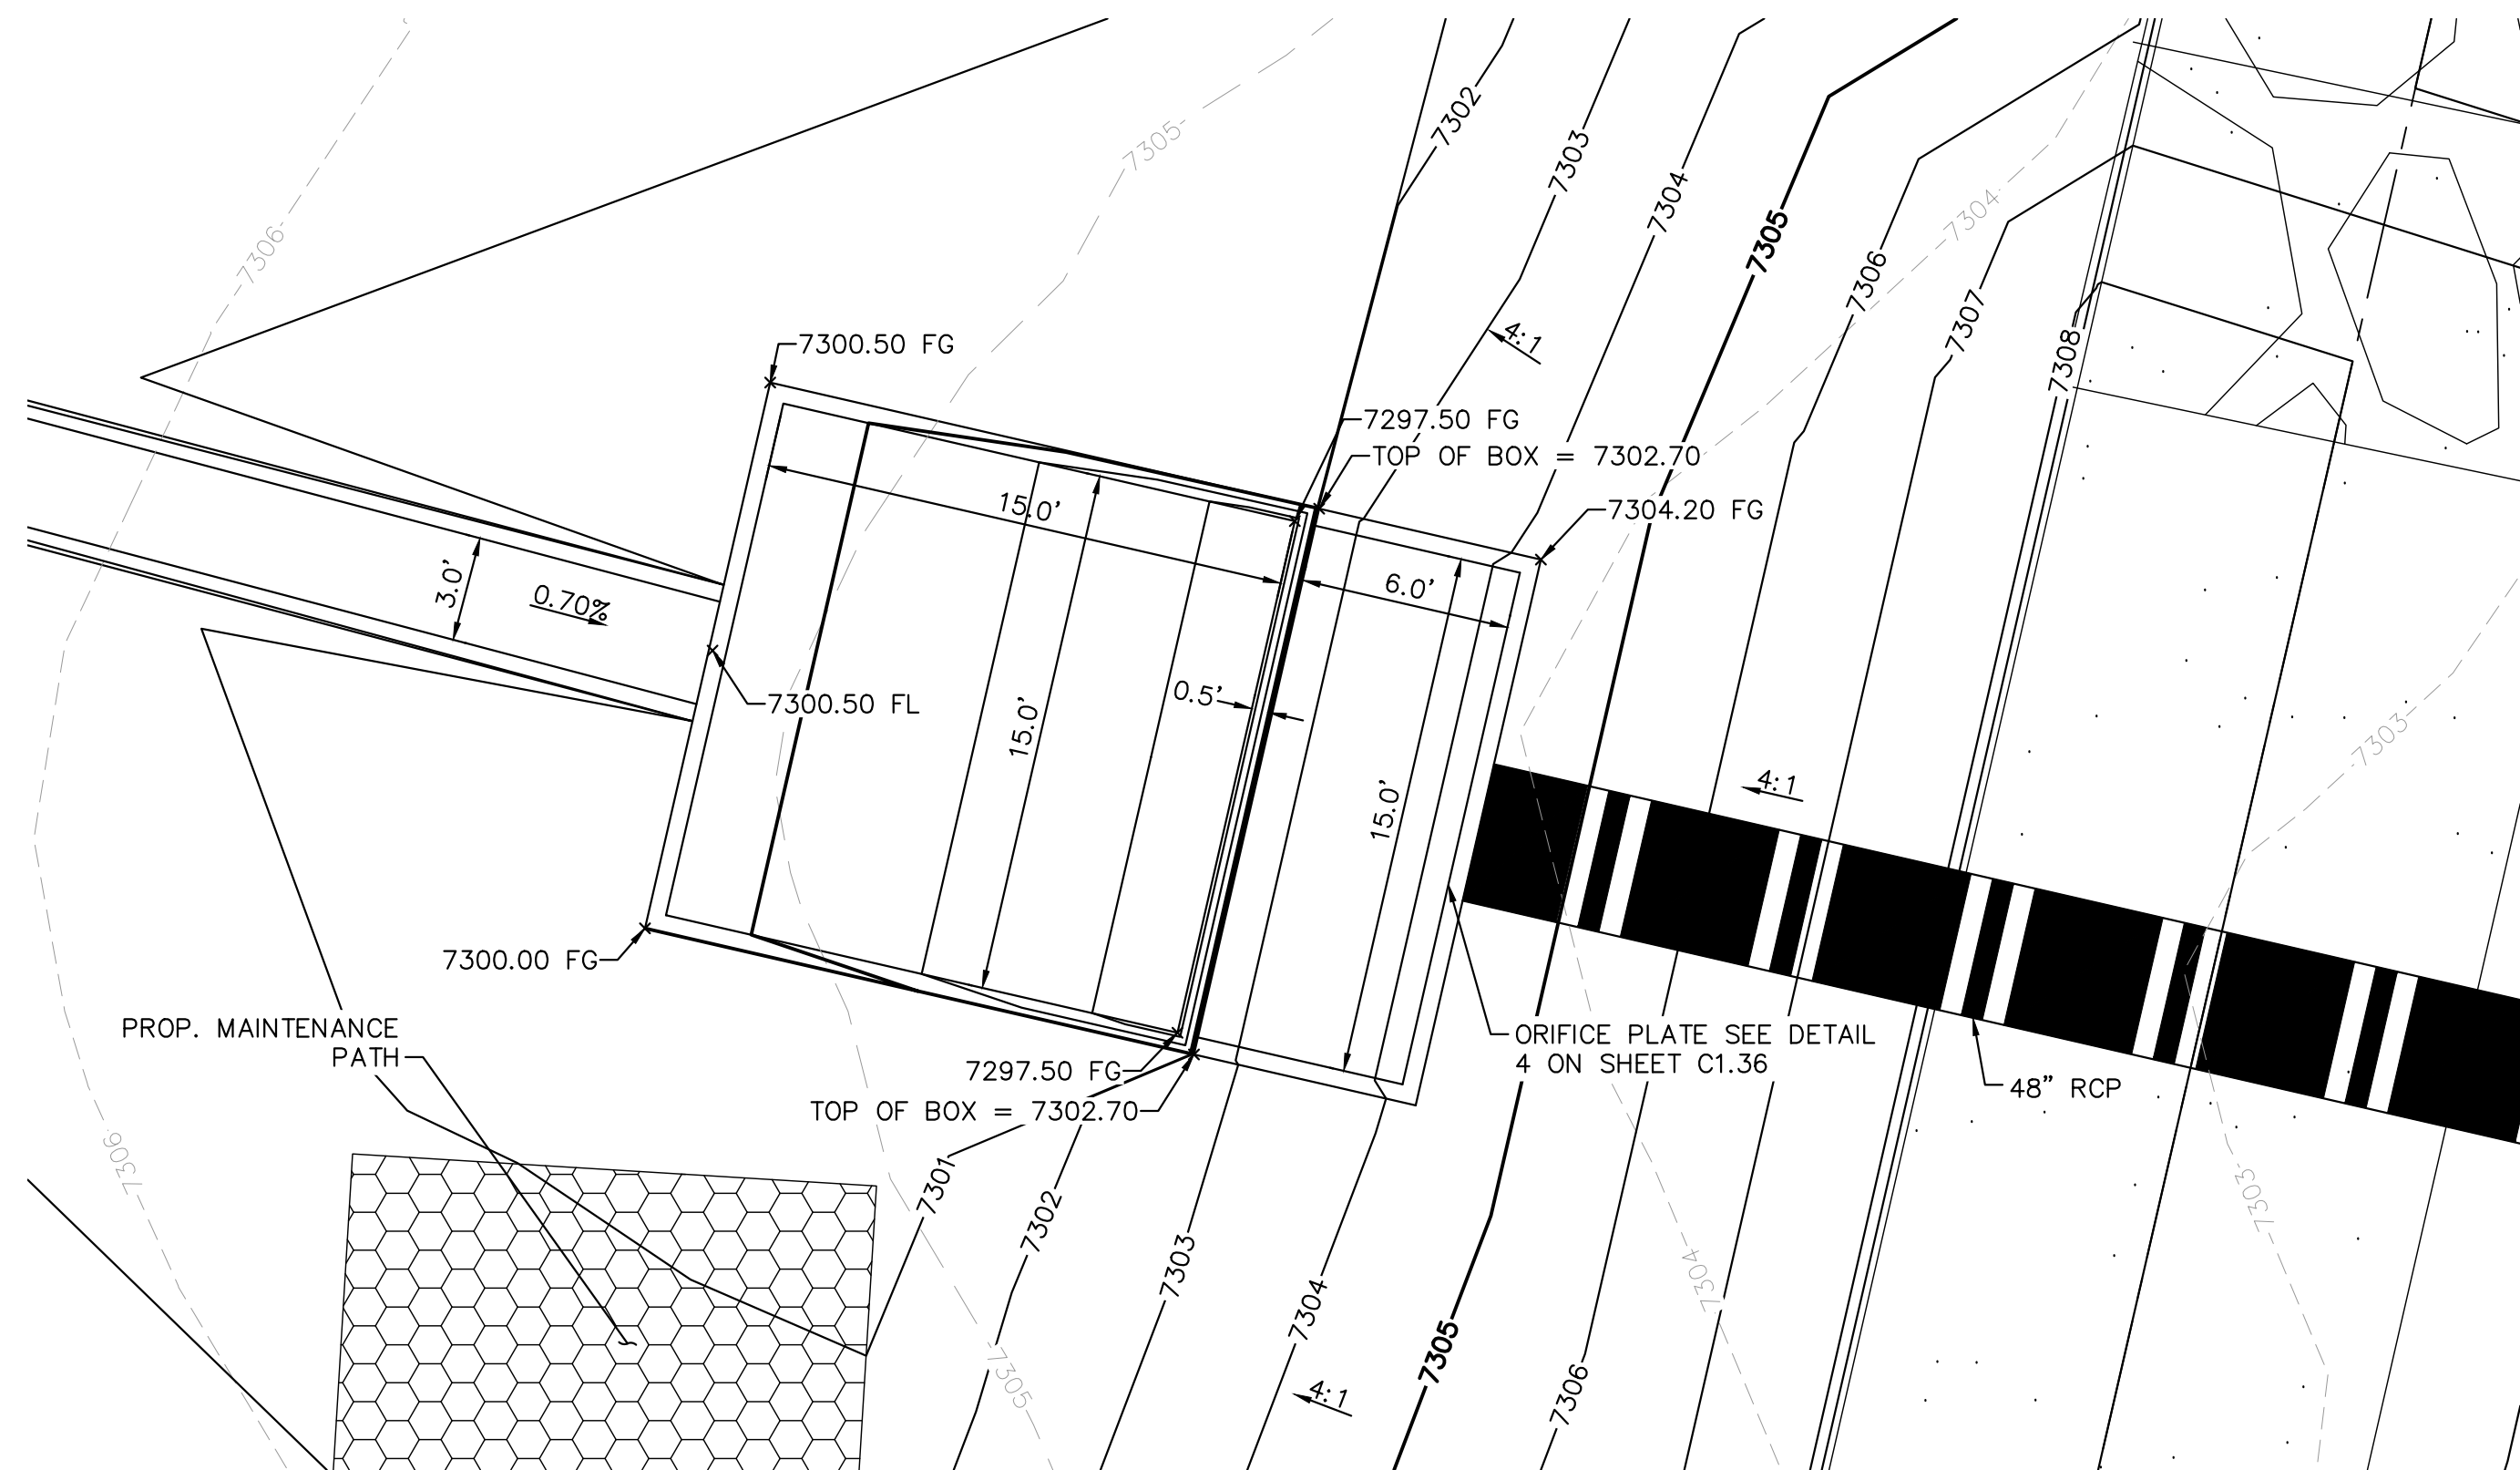 7306
7305
7302
7303
7304
7305
7306
7307
7308
7304
4:1
7300.50 FG
7297.50 FG
TOP OF BOX = 7302.70
7304.20 FG
15.0'
6.0'
3.0'
0.70%
15.0'
0.5'
7300.50 FL
15.0'
4:1
7303
7300.00 FG
PROP. MAINTENANCE
PATH
7297.50 FG
TOP OF BOX = 7302.70
ORIFICE PLATE SEE DETAIL
4 ON SHEET C1.36
48" RCP
7306
7301
7302
7303
7304
7305
7306
7305
7304
7303
4:1